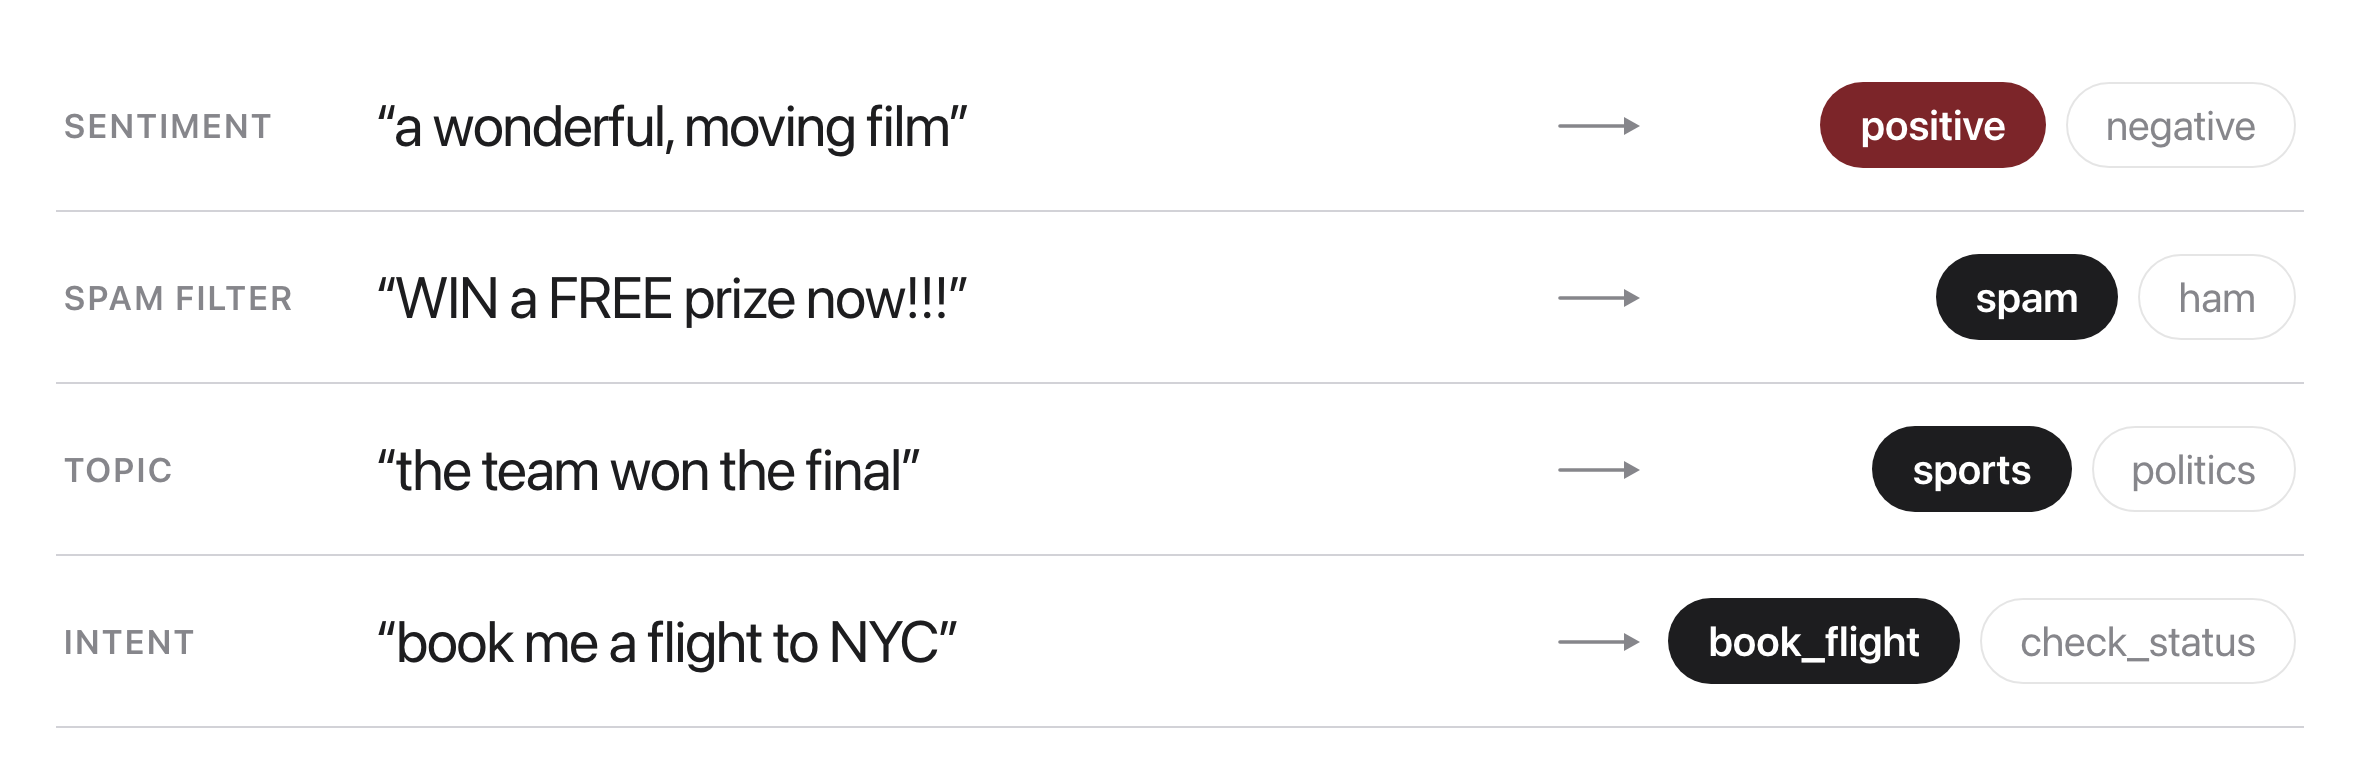 SENTIMENT “a wonderful, moving film” positive negative
SPAM FILTER “WIN a FREE prize now!!!” spam ham
TOPIC “the team won the final” sports politics
INTENT “book me a flight to NYC” book_flight check_status